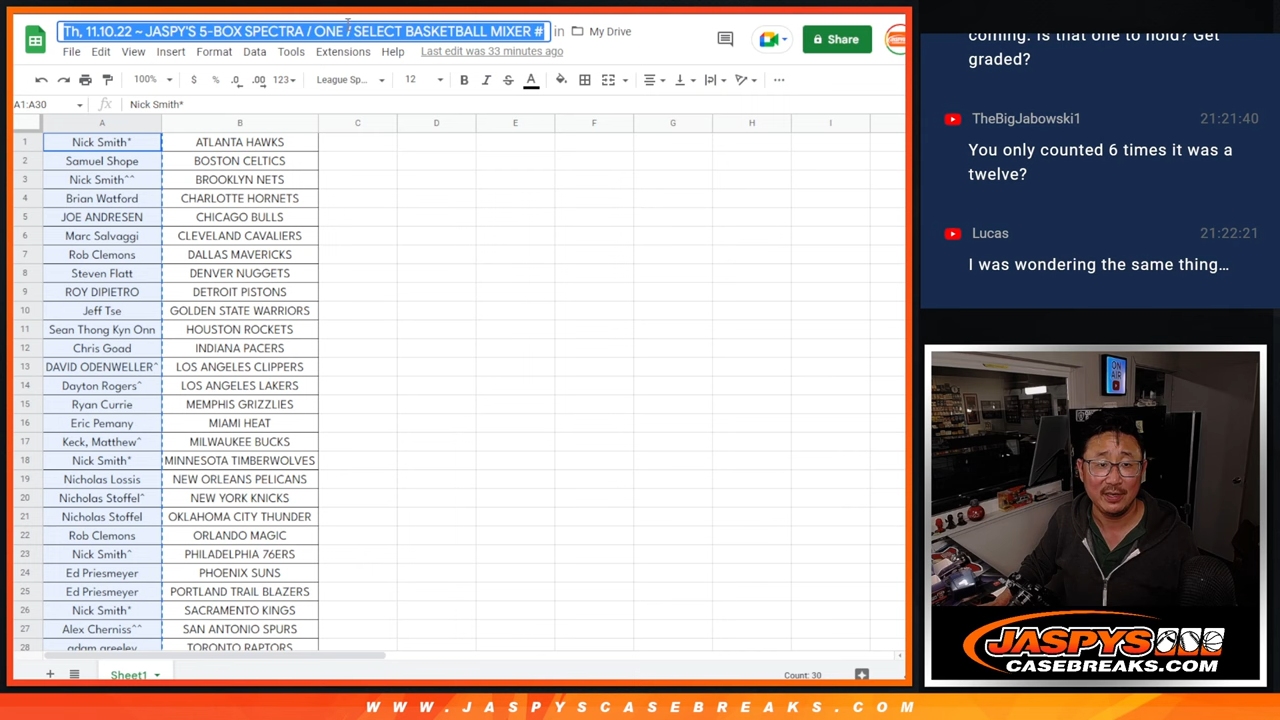 Th, 11.10.22 ~ JASPY'S 5-BOX SPECTRA / ONE / SELECT BASKETBALL MIXER #
in My Drive
Share
File Edit View Insert Format Data Tools Extensions Help Last edit was 33 minutes ago
100% $ % .0 .00 123 League Sp... 12 B I S A
A1:A30 fx Nick Smith*
A B C D E F G H I
1 Nick Smith* ATLANTA HAWKS
2 Samuel Shope BOSTON CELTICS
3 Nick Smith^^ BROOKLYN NETS
4 Brian Watford CHARLOTTE HORNETS
5 JOE ANDRESEN CHICAGO BULLS
6 Marc Salvaggi CLEVELAND CAVALIERS
7 Rob Clemons DALLAS MAVERICKS
8 Steven Flatt DENVER NUGGETS
9 ROY DIPIETRO DETROIT PISTONS
10 Jeff Tse GOLDEN STATE WARRIORS
11 Sean Thong Kyn Onn HOUSTON ROCKETS
12 Chris Goad INDIANA PACERS
13 DAVID ODENWELLER^ LOS ANGELES CLIPPERS
14 Dayton Rogers^ LOS ANGELES LAKERS
15 Ryan Currie MEMPHIS GRIZZLIES
16 Eric Pemany MIAMI HEAT
17 Keck, Matthew^ MILWAUKEE BUCKS
18 Nick Smith* MINNESOTA TIMBERWOLVES
19 Nicholas Lossis NEW ORLEANS PELICANS
20 Nicholas Stoffel^ NEW YORK KNICKS
21 Nicholas Stoffel OKLAHOMA CITY THUNDER
22 Rob Clemons ORLANDO MAGIC
23 Nick Smith^ PHILADELPHIA 76ERS
24 Ed Priesmeyer PHOENIX SUNS
25 Ed Priesmeyer PORTLAND TRAIL BLAZERS
26 Nick Smith* SACRAMENTO KINGS
27 Alex Cherniss^^ SAN ANTONIO SPURS
28 adam greeley TORONTO RAPTORS
Sheet1
Count: 30
coming. Is that one to hold? Get
graded?
TheBigJabowski1 21:21:40
You only counted 6 times it was a
twelve?
Lucas 21:22:21
I was wondering the same thing...
ON
AIR
JASPYS
CASEBREAKS.COM
WWW.JASPYSCASEBREAKS.COM